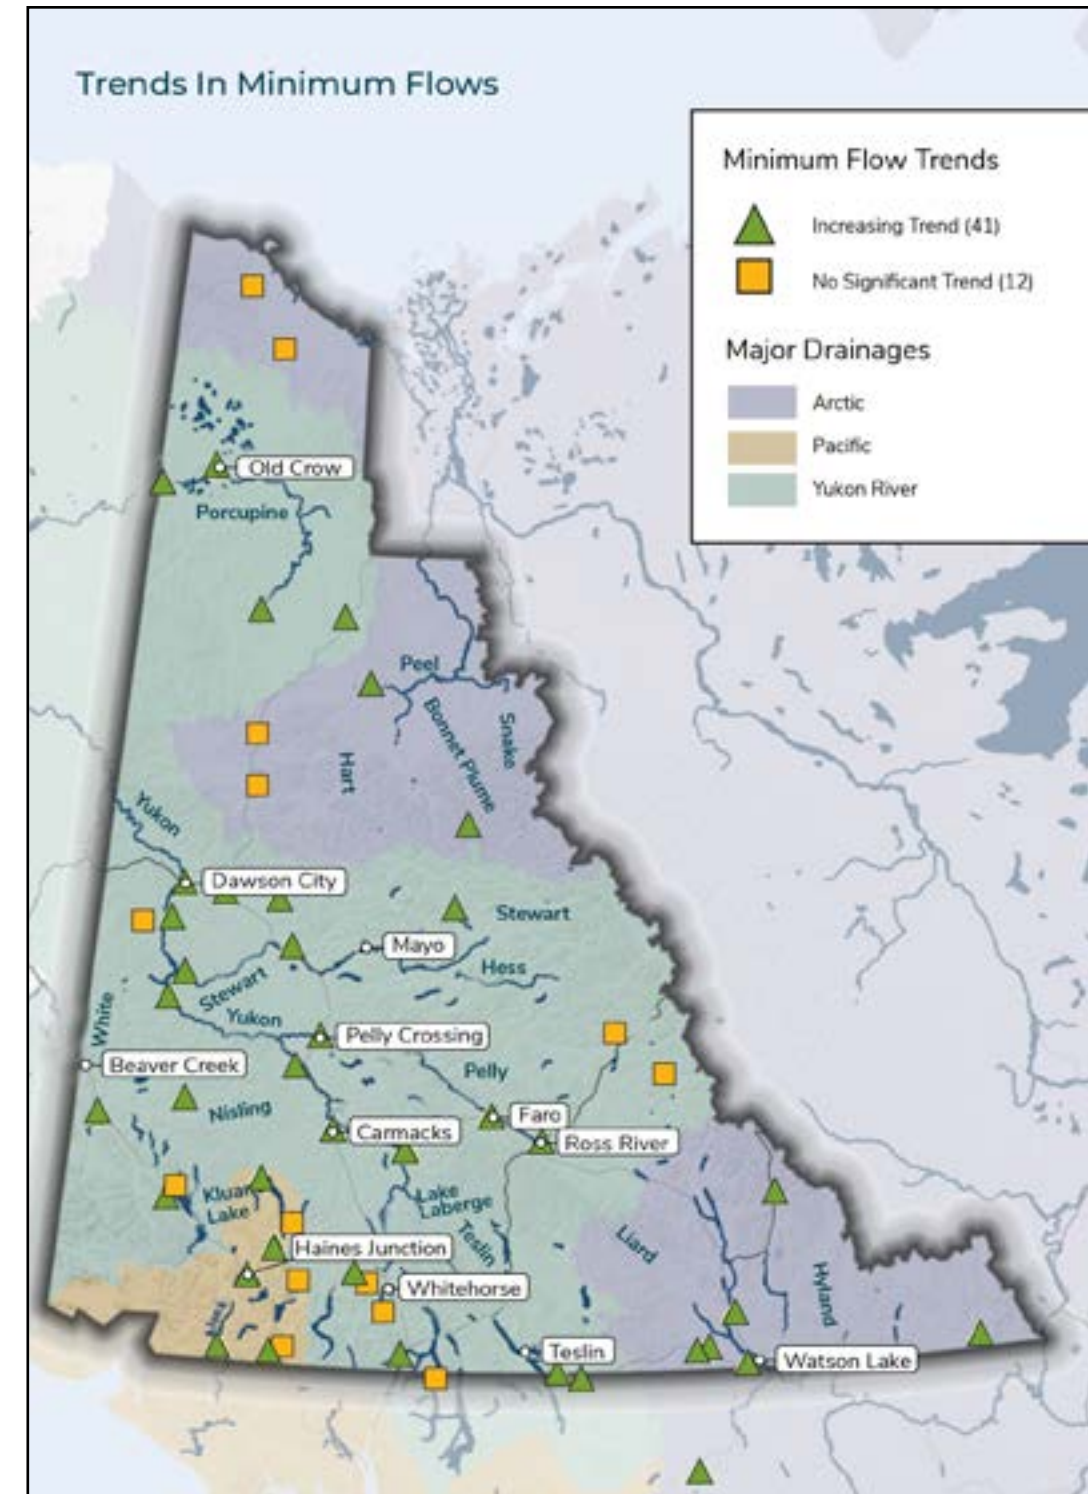 Trends In Minimum Flows
Minimum Flow Trends
Increasing Trend (41)
No Significant Trend (12)
Major Drainages
Arctic
Pacific
Yukon River
Old Crow
Porcupine
Peel
Bonnet Plume
Snake
Hart
Yukon
Dawson City
Stewart
Mayo
Hess
Stewart
Yukon
White
Pelly Crossing
Beaver Creek
Pelly
Nisling
Faro
Carmacks
Ross River
Kluane
Lake
Lake
Laberge
Teslin
Liard
Haines Junction
Hyland
Whitehorse
Alsek
Teslin
Watson Lake